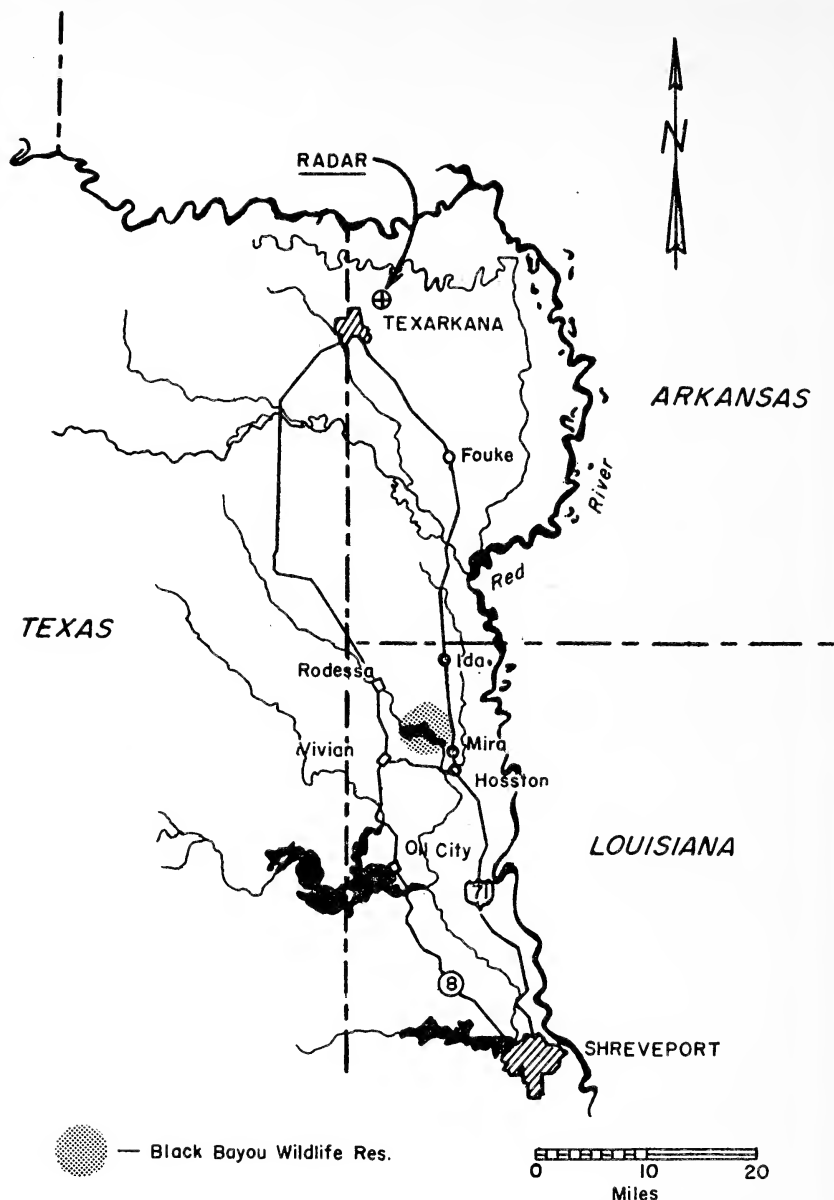 N
RADAR
TEXARKANA
ARKANSAS
Fouke
River
Red
TEXAS
Ida
Rodessa
Mira
Vivian
Hosston
Oil City
LOUISIANA
71
8
SHREVEPORT
— Black Bayou Wildlife Res.
0 10 20
Miles